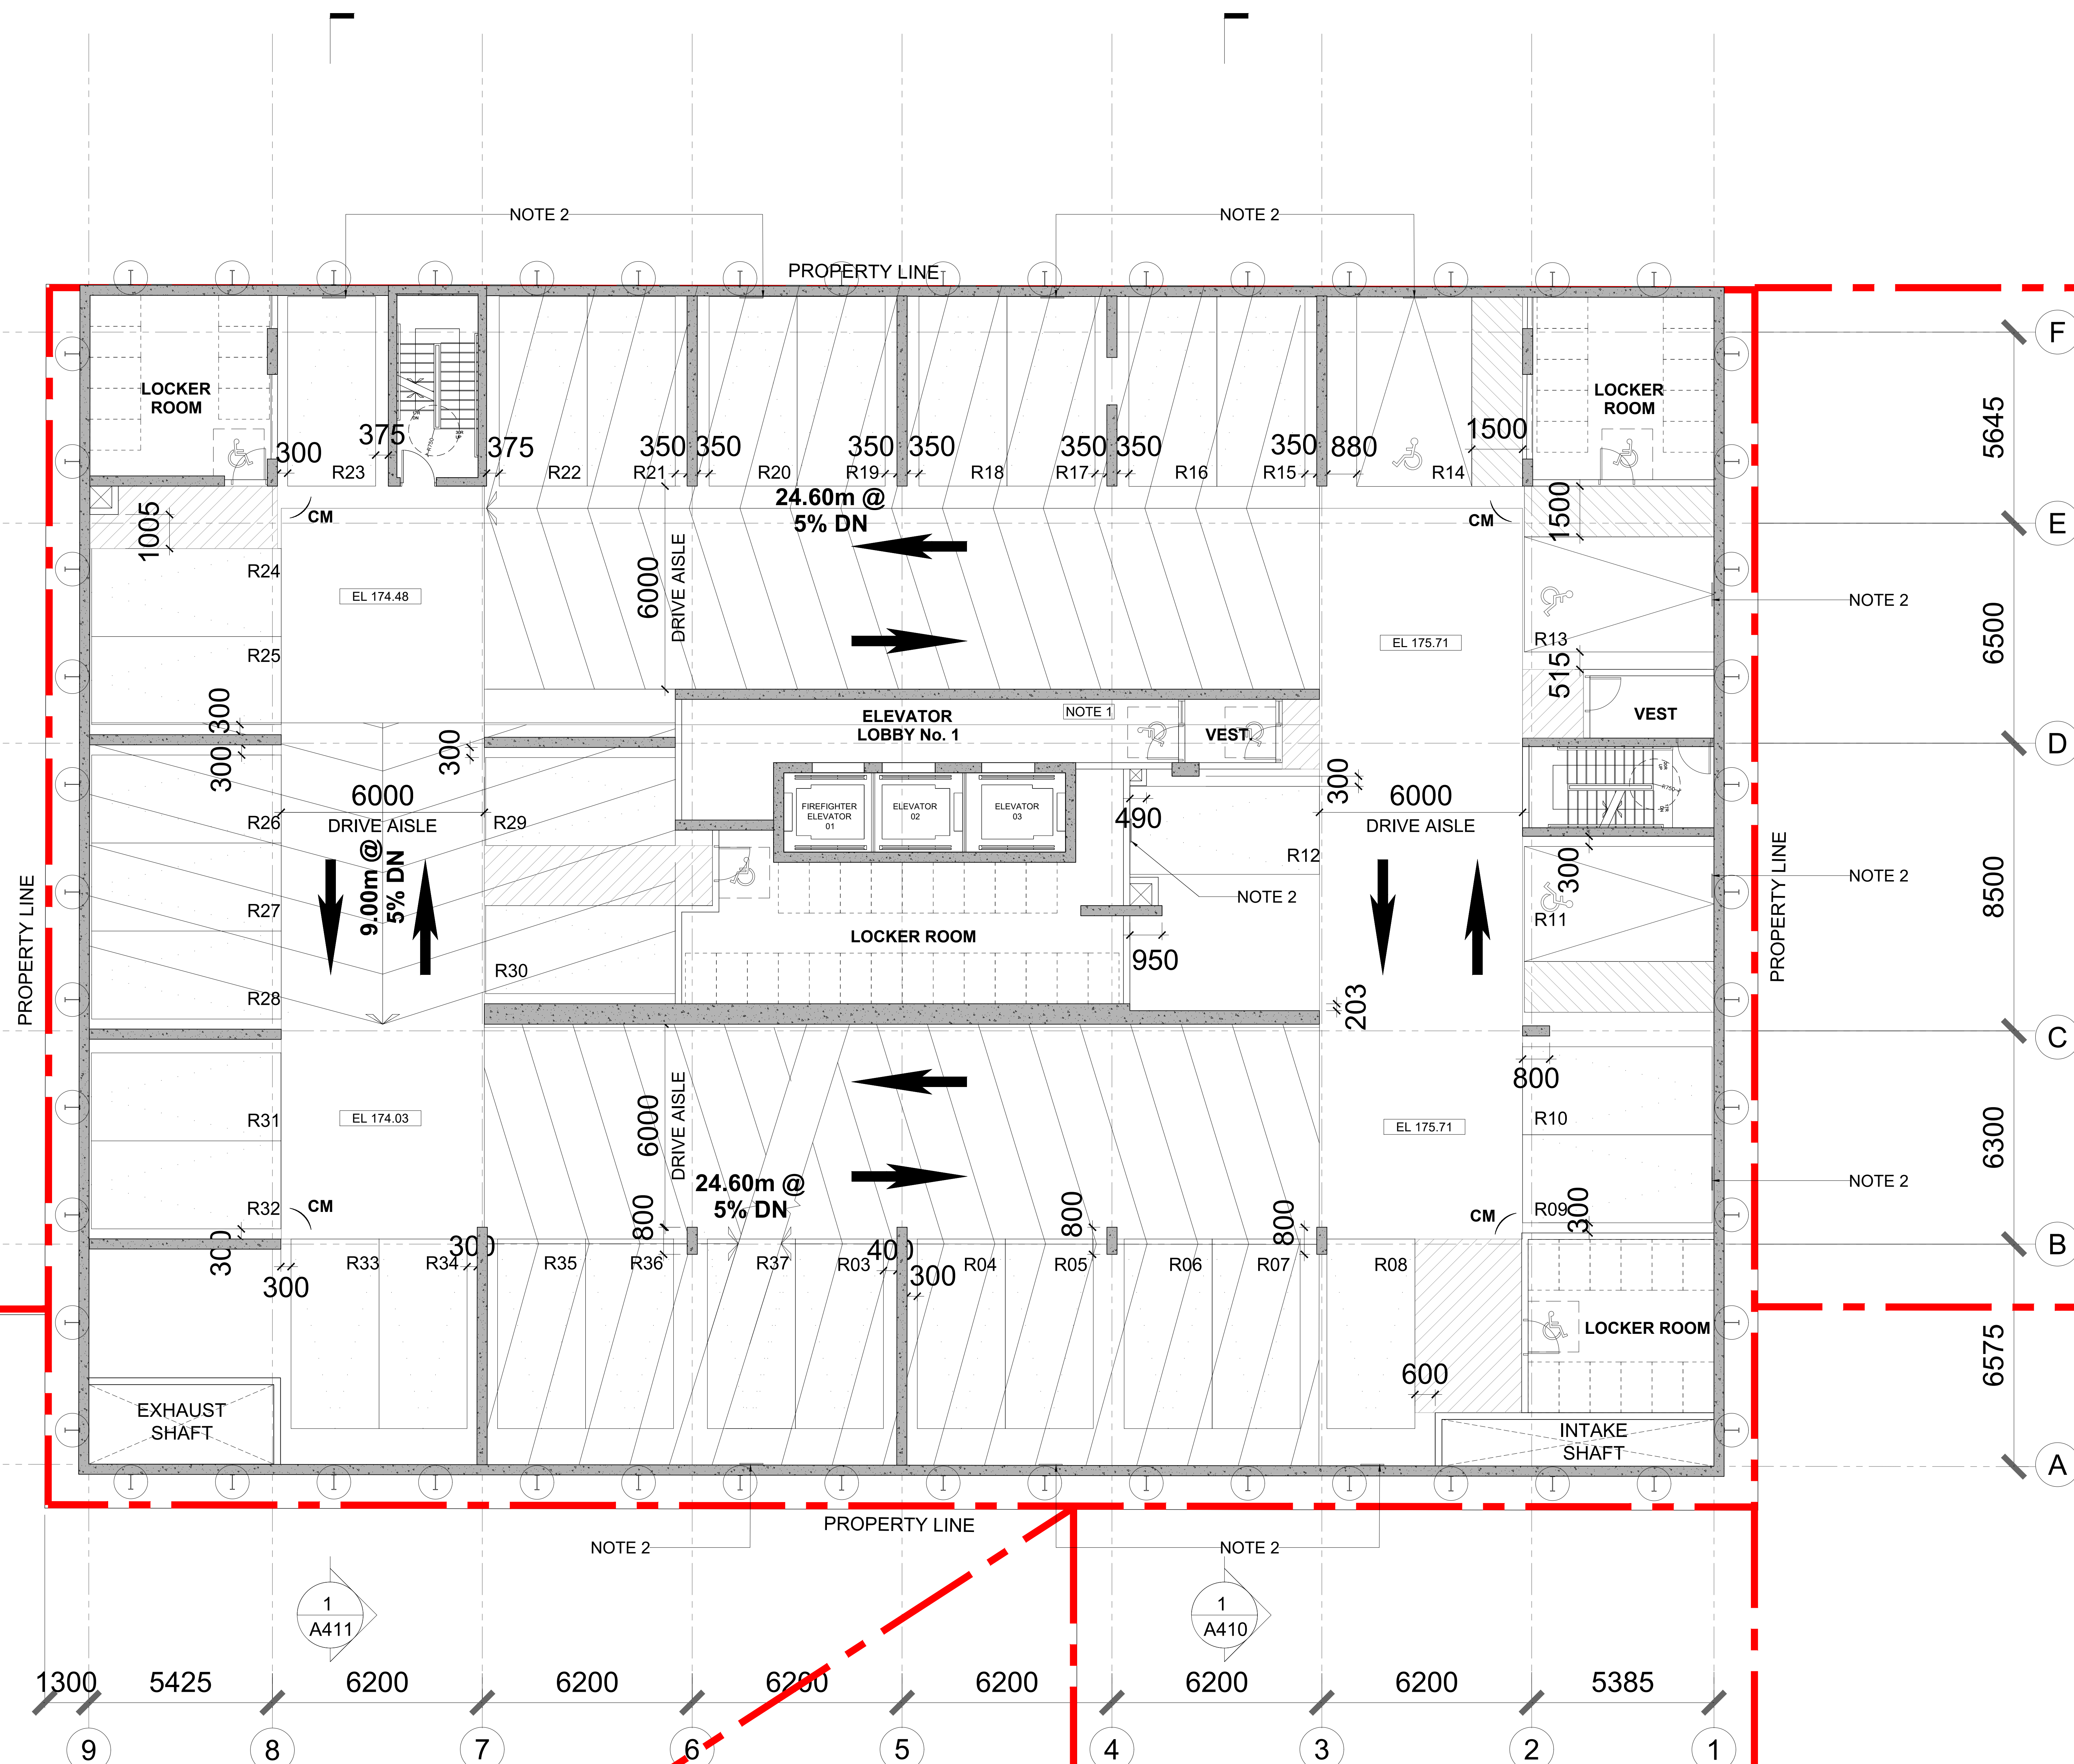 NOTE 2
NOTE 2
PROPERTY LINE
F
LOCKER
ROOM
LOCKER
ROOM
5645
300
375
375
350
350
350
350
350
350
350
880
1500
R23
R22
R21
R20
R19
R18
R17
R16
R15
R14
24.60m @
5% DN
CM
CM
1005
1500
E
R24
DRIVE AISLE
6000
EL 174.48
NOTE 2
6500
EL 175.71
R13
R25
515
300
ELEVATOR
LOBBY No. 1
NOTE 1
VEST.
VEST
D
300
300
300
6000
DRIVE AISLE
FIREFIGHTER
ELEVATOR
01
ELEVATOR
02
ELEVATOR
03
490
6000
DRIVE AISLE
R26
R29
R12
300
9.00m @
5% DN
PROPERTY LINE
PROPERTY LINE
NOTE 2
NOTE 2
8500
R27
R11
LOCKER ROOM
950
R30
R28
203
C
DRIVE AISLE
6000
800
R31
EL 174.03
EL 175.71
R10
6300
24.60m @
5% DN
NOTE 2
R32
CM
CM
R09
300
800
800
800
B
300
300
300
400
300
R33
R34
R35
R36
R37
R03
R04
R05
R06
R07
R08
LOCKER ROOM
600
6575
EXHAUST
SHAFT
INTAKE
SHAFT
A
PROPERTY LINE
NOTE 2
NOTE 2
1
A411
1
A410
1300
5425
6200
6200
6200
6200
6200
6200
5385
9
8
7
6
5
4
3
2
1